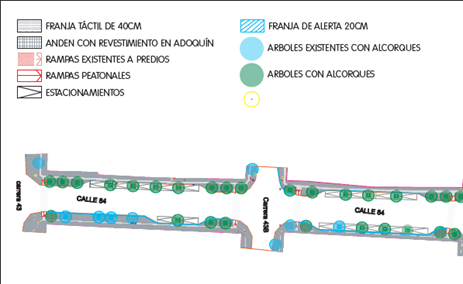 FRANJA TÁCTIL DE 40CM
ANDEN CON REVESTIMIENTO EN ADOQUÍN
RAMPAS EXISTENTES A PREDIOS
RAMPAS PEATONALES
ESTACIONAMIENTOS
FRANJA DE ALERTA 20CM
ARBOLES EXISTENTES CON ALCORQUES
ARBOLES CON ALCORQUES
Carrera 43
CALLE 84
Carrera 43B
CALLE 84